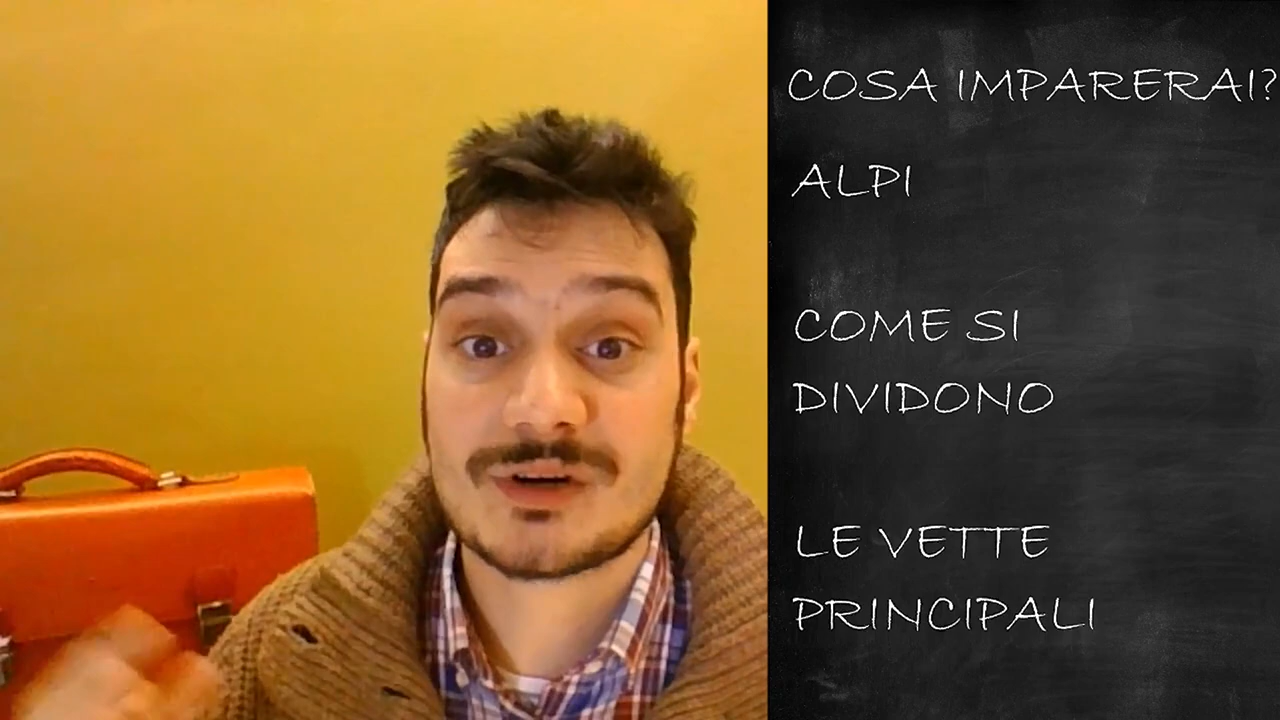 COSA IMPARERAI?
ALPI
COME SI
DIVIDONO
LE VETTE
PRINCIPALI